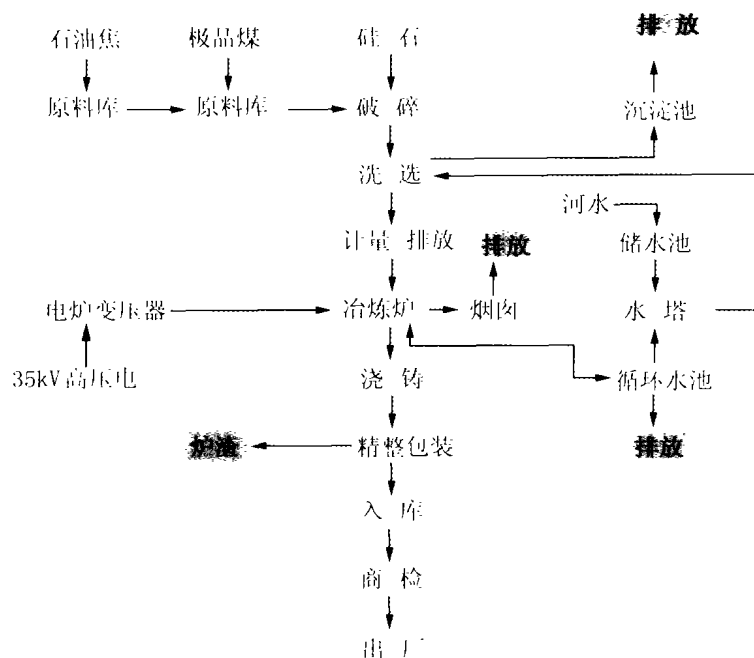 石油焦 极品煤 硅石 排放
原料库 原料库 破碎 沉淀池
洗选
河水
计量 排放 排放 储水池
电炉变压器 冶炼炉 烟囱 水塔
35kV高压电 浇铸 循环水池
炉渣 精整包装 排放
入库
商检
出厂